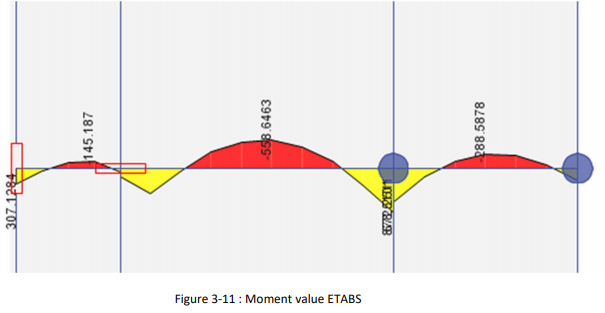 -145.187
-558.6463
-288.5878
307.1284
Figure 3-11 : Moment value ETABS